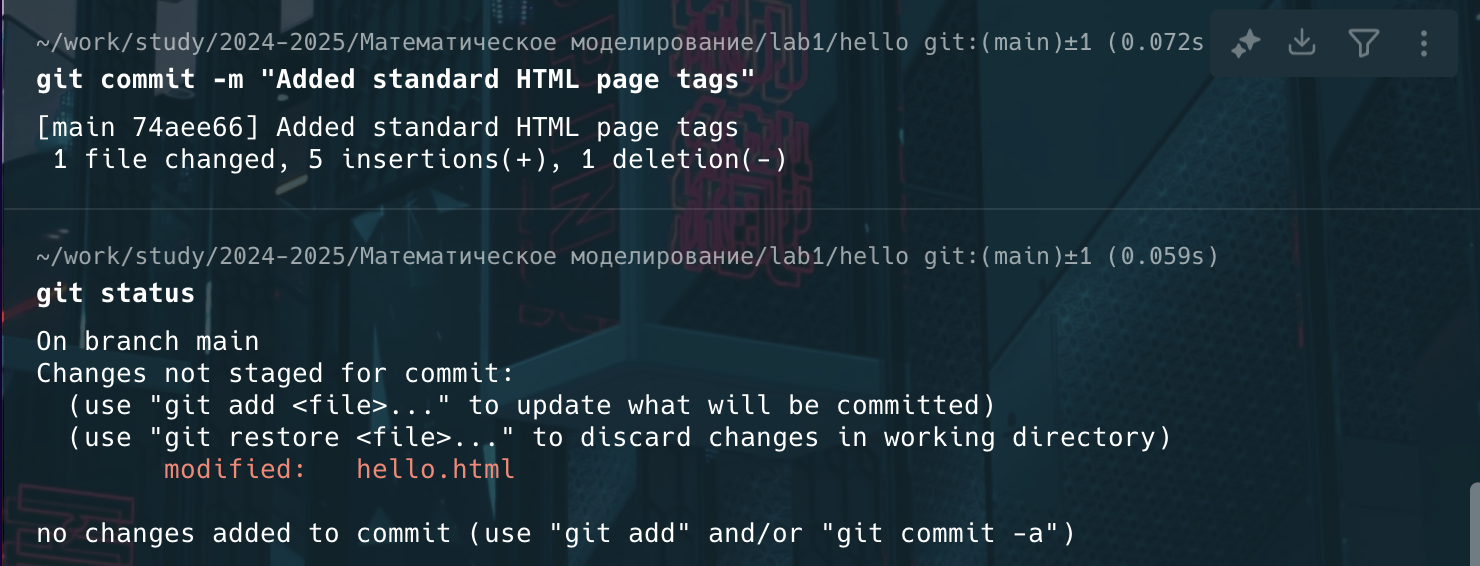 ~/work/study/2024-2025/Математическое моделирование/lab1/hello git:(main)±1 (0.072s
git commit -m "Added standard HTML page tags"
[main 74aee66] Added standard HTML page tags
 1 file changed, 5 insertions(+), 1 deletion(-)
~/work/study/2024-2025/Математическое моделирование/lab1/hello git:(main)±1 (0.059s)
git status
On branch main
Changes not staged for commit:
  (use "git add <file>..." to update what will be committed)
  (use "git restore <file>..." to discard changes in working directory)
        modified:   hello.html
no changes added to commit (use "git add" and/or "git commit -a")